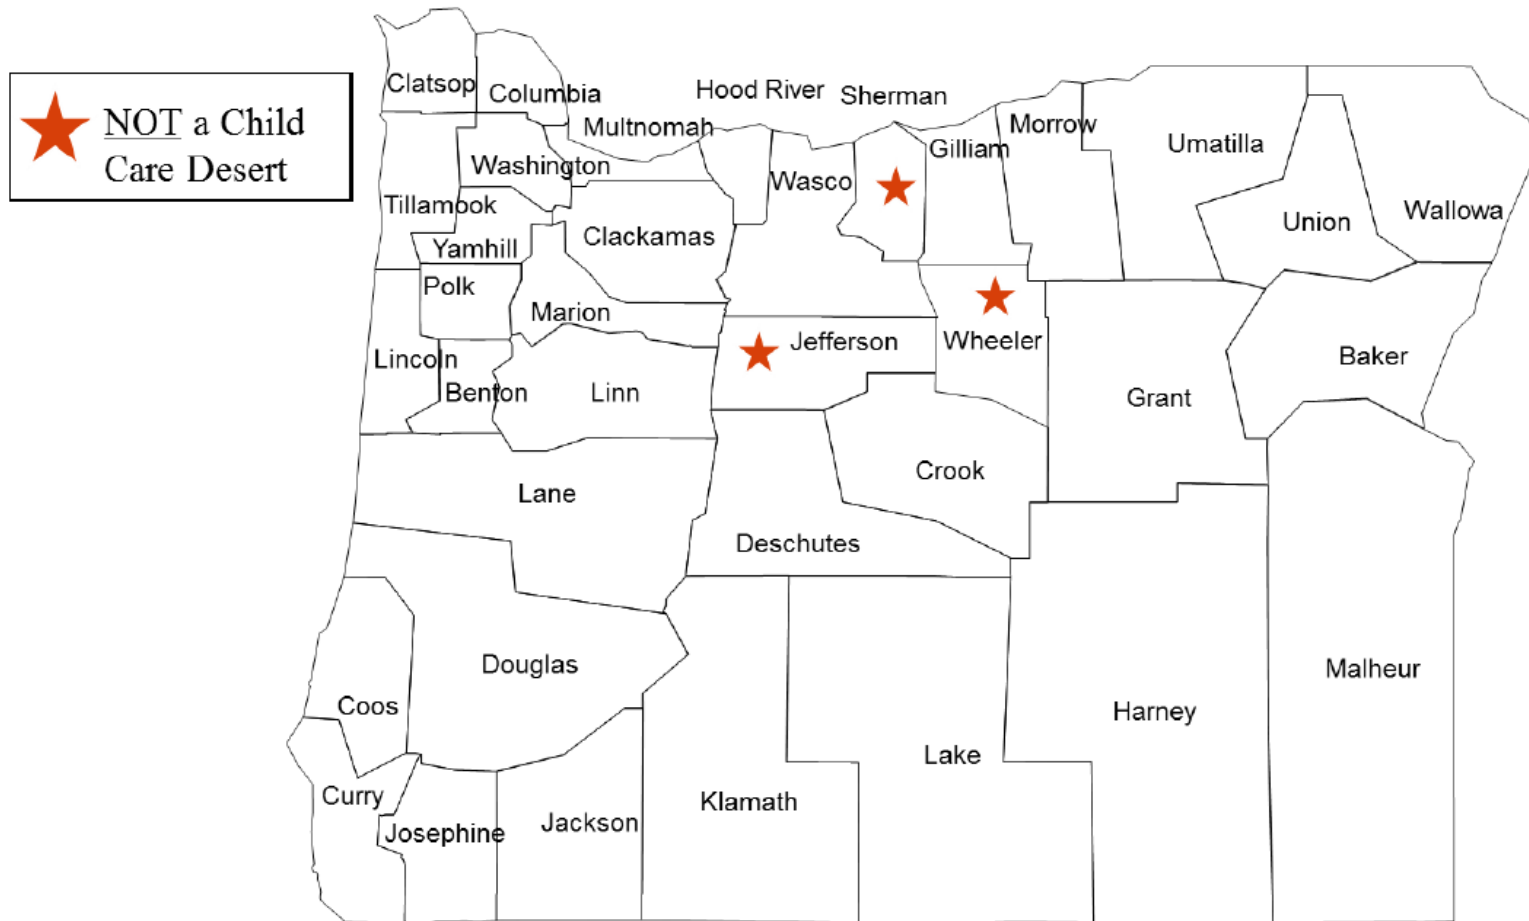 NOT a Child
Care Desert
Clatsop
Columbia
Hood River
Sherman
Multnomah
Morrow
Gilliam
Umatilla
Washington
Wasco
Tillamook
Union
Wallowa
Yamhill
Clackamas
Polk
Marion
Jefferson
Wheeler
Lincoln
Baker
Benton
Linn
Grant
Crook
Lane
Deschutes
Douglas
Malheur
Coos
Harney
Lake
Curry
Klamath
Josephine
Jackson